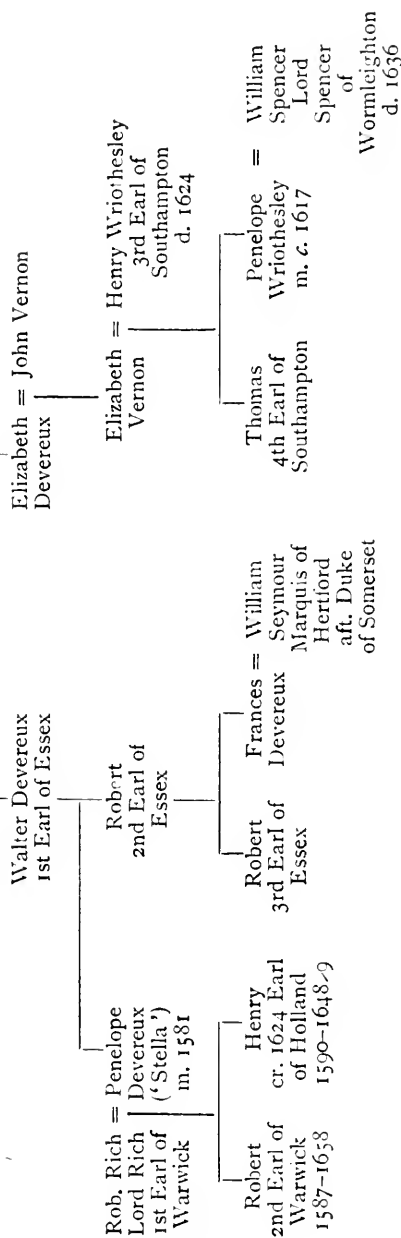 Walter Devereux
1st Earl of Essex
Elizabeth = John Vernon
Devereux
Rob. Rich = Penelope
Lord Rich Devereux
1st Earl of ('Stella')
Warwick m. 1581
Robert
2nd Earl of
Essex
Elizabeth = Henry Wriothesley
Vernon 3rd Earl of
Southampton
d. 1624
Robert
2nd Earl of
Warwick
1587–1658
Henry
cr. 1624 Earl
of Holland
1590–1648/9
Robert
3rd Earl of
Essex
Frances = William
Devereux Seymour
Marquis of
Hertford
aft. Duke
of Somerset
Thomas
4th Earl of
Southampton
Penelope = William
Wriothesley Spencer
m. c. 1617 Lord
Spencer
of
Wormleighton
d. 1636